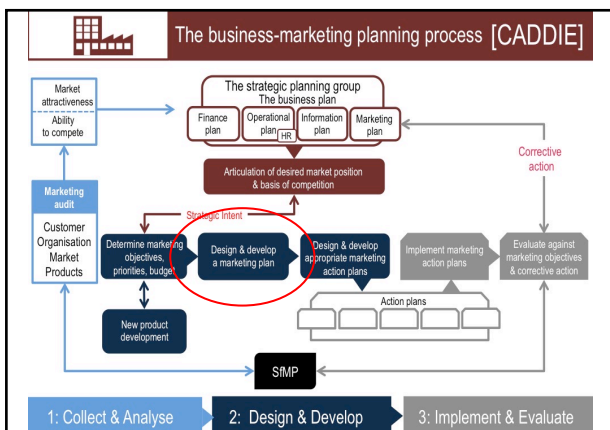 The business-marketing planning process [CADDIE]
Market
attractiveness
Ability
to compete
The strategic planning group
The business plan
Finance
plan
Operational
plan
HR
Information
plan
Marketing
plan
Articulation of desired market position
& basis of competition
Corrective
action
Marketing
audit
Customer
Organisation
Market
Products
Strategic Intent
Determine marketing
objectives,
priorities, budget
Design & develop
a marketing plan
Design & develop
appropriate marketing
action plans
Implement marketing
action plans
Evaluate against
marketing objectives
& corrective action
New product
development
Action plans
SfMP
1: Collect & Analyse
2: Design & Develop
3: Implement & Evaluate